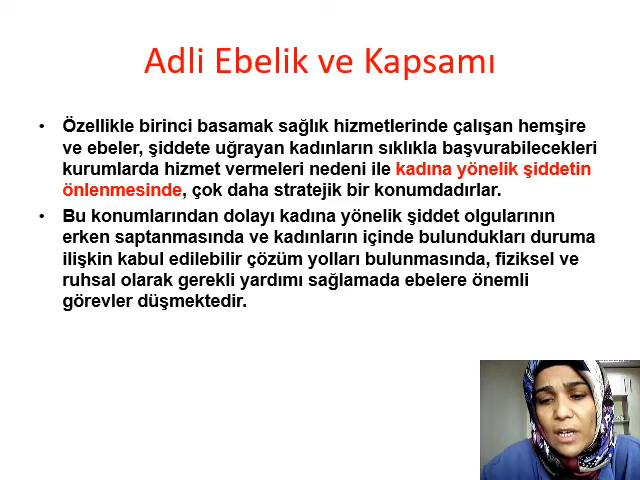 Adli Ebelik ve Kapsamı
• Özellikle birinci basamak sağlık hizmetlerinde çalışan hemşire
ve ebeler, şiddete uğrayan kadınların sıklıkla başvurabilecekleri
kurumlarda hizmet vermeleri nedeni ile kadına yönelik şiddetin
önlenmesinde, çok daha stratejik bir konumdadırlar.
• Bu konumlarından dolayı kadına yönelik şiddet olgularının
erken saptanmasında ve kadınların içinde bulundukları duruma
ilişkin kabul edilebilir çözüm yolları bulunmasında, fiziksel ve
ruhsal olarak gerekli yardımı sağlamada ebelere önemli
görevler düşmektedir.